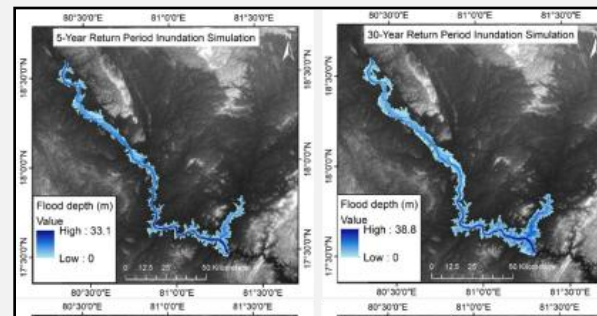 80°30'0"E 81°0'0"E 81°30'0"E
5-Year Return Period Inundation Simulation
18°30'0"N
18°0'0"N
17°30'0"N
Flood depth (m)
Value
High : 33.1
Low : 0
0 12.5 25 50 Kilometers
80°30'0"E 81°0'0"E 81°30'0"E
80°30'0"E 81°0'0"E 81°30'0"E
30-Year Return Period Inundation Simulation
18°30'0"N
18°0'0"N
17°30'0"N
Flood depth (m)
Value
High : 38.8
Low : 0
0 12.5 25 50 Kilometers
80°30'0"E 81°0'0"E 81°30'0"E